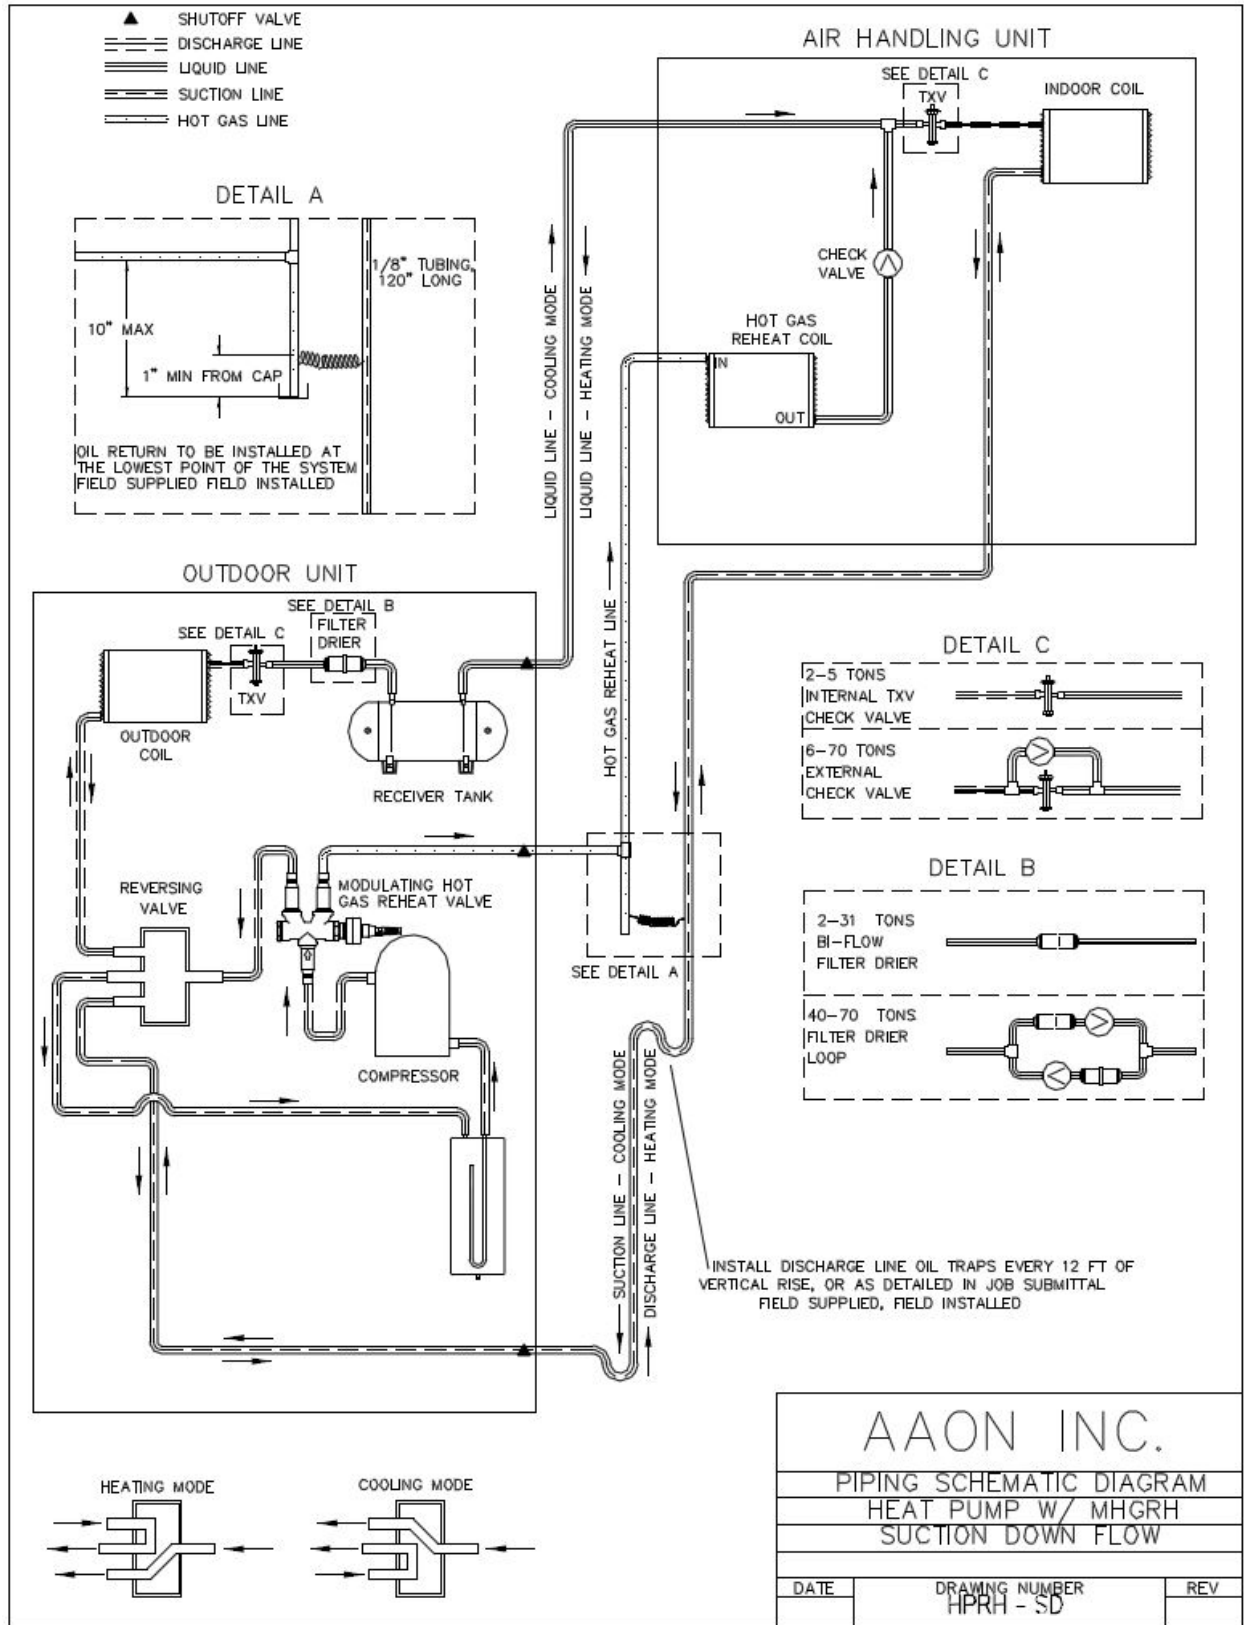 SHUTOFF VALVE
DISCHARGE LINE
LIQUID LINE
SUCTION LINE
HOT GAS LINE
AIR HANDLING UNIT
SEE DETAIL C
TXV
INDOOR COIL
CHECK
VALVE
HOT GAS
REHEAT COIL
IN
OUT
DETAIL A
1/8" TUBING,
120" LONG
10" MAX
1" MIN FROM CAP
OIL RETURN TO BE INSTALLED AT
THE LOWEST POINT OF THE SYSTEM
FIELD SUPPLIED FIELD INSTALLED
LIQUID LINE - COOLING MODE
LIQUID LINE - HEATING MODE
OUTDOOR UNIT
SEE DETAIL B
FILTER
DRIER
SEE DETAIL C
TXV
OUTDOOR
COIL
RECEIVER TANK
HOT GAS REHEAT LINE
REVERSING
VALVE
MODULATING HOT
GAS REHEAT VALVE
COMPRESSOR
SEE DETAIL A
SUCTION LINE - COOLING MODE
DISCHARGE LINE - HEATING MODE
DETAIL C
2-5 TONS
INTERNAL TXV
CHECK VALVE
6-70 TONS
EXTERNAL
CHECK VALVE
DETAIL B
2-31 TONS
BI-FLOW
FILTER DRIER
40-70 TONS
FILTER DRIER
LOOP
INSTALL DISCHARGE LINE OIL TRAPS EVERY 12 FT OF
VERTICAL RISE, OR AS DETAILED IN JOB SUBMITTAL
FIELD SUPPLIED, FIELD INSTALLED
HEATING MODE
COOLING MODE
AAON INC.
PIPING SCHEMATIC DIAGRAM
HEAT PUMP W/ MHGRH
SUCTION DOWN FLOW
DATE
DRAWING NUMBER
HPRH - SD
REV